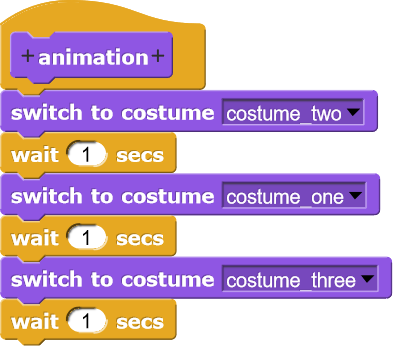 + animation +
switch to costume costume_two
wait 1 secs
switch to costume costume_one
wait 1 secs
switch to costume costume_three
wait 1 secs